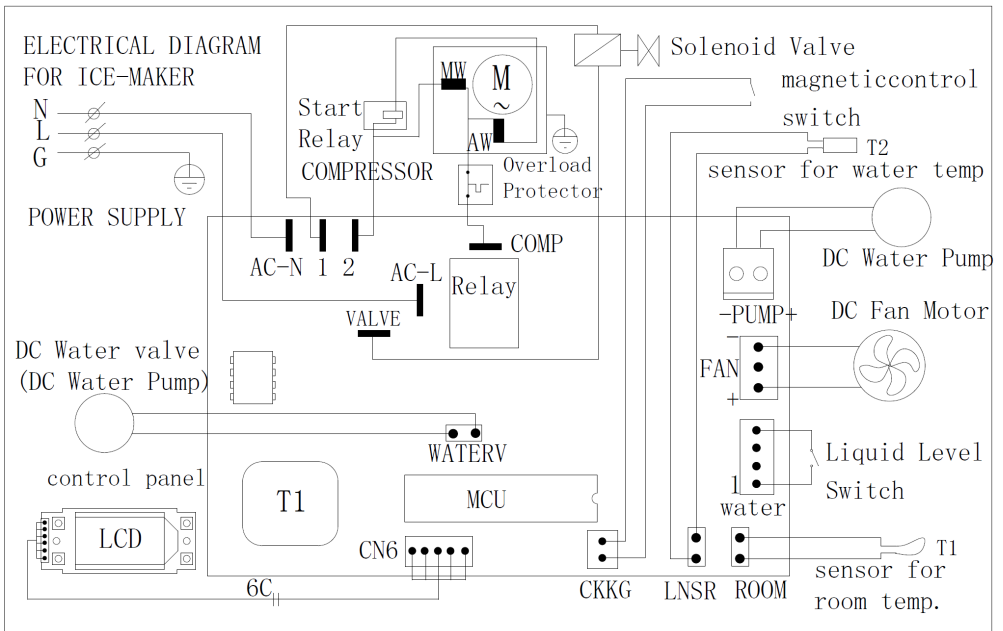 ELECTRICAL DIAGRAM
FOR ICE-MAKER
N
L
G
POWER SUPPLY
Start
Relay
COMPRESSOR
MW
M
~
AW
Overload
Protector
Solenoid Valve
magneticcontrol
switch
T2
sensor for water temp
DC Water Pump
AC-N 1 2
AC-L
COMP
Relay
VALVE
-PUMP+
DC Fan Motor
-
FAN
+
DC Water valve
(DC Water Pump)
WATERV
control panel
LCD
T1
MCU
CN6
6C
1
water
Liquid Level
Switch
CKKG
LNSR
ROOM
T1
sensor for
room temp.